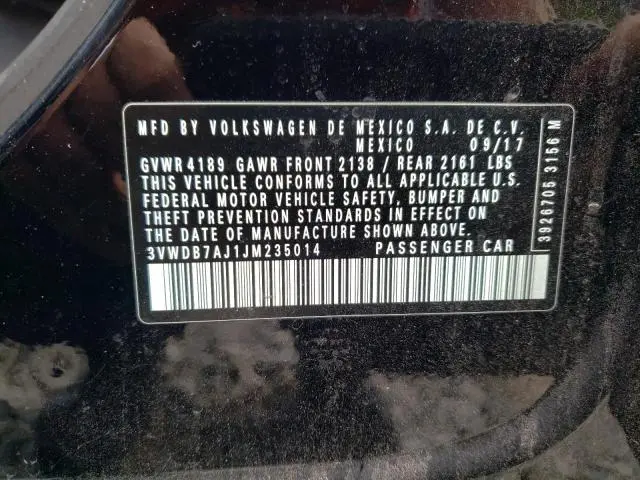 MFD BY VOLKSWAGEN DE MEXICO S.A. DE C.V.
MEXICO 09/17
GVWR 4189 GAWR FRONT 2138 / REAR 2161 LBS
THIS VEHICLE CONFORMS TO ALL APPLICABLE U.S.
FEDERAL MOTOR VEHICLE SAFETY, BUMPER AND
THEFT PREVENTION STANDARDS IN EFFECT ON
THE DATE OF MANUFACTURE SHOWN ABOVE
3VWDB7AJ1JM235014 PASSENGER CAR
3926705 3156 M